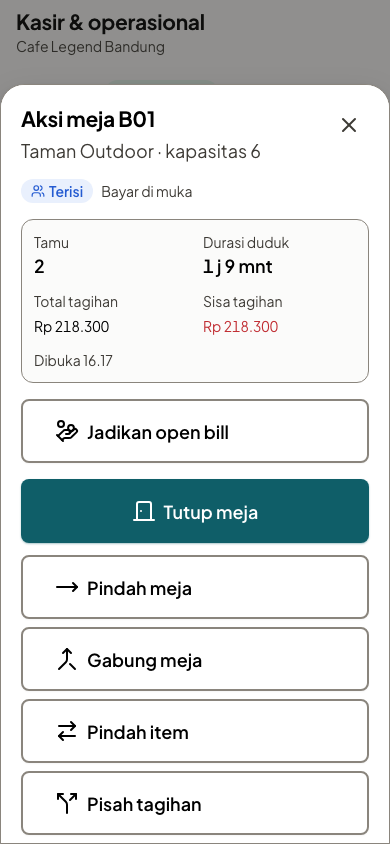 Kasir & operasional
Cafe Legend Bandung
Aksi meja B01
Taman Outdoor · kapasitas 6
Terisi Bayar di muka
Tamu Durasi duduk
2 1 j 9 mnt
Total tagihan Sisa tagihan
Rp 218.300 Rp 218.300
Dibuka 16.17
Jadikan open bill
Tutup meja
Pindah meja
Gabung meja
Pindah item
Pisah tagihan